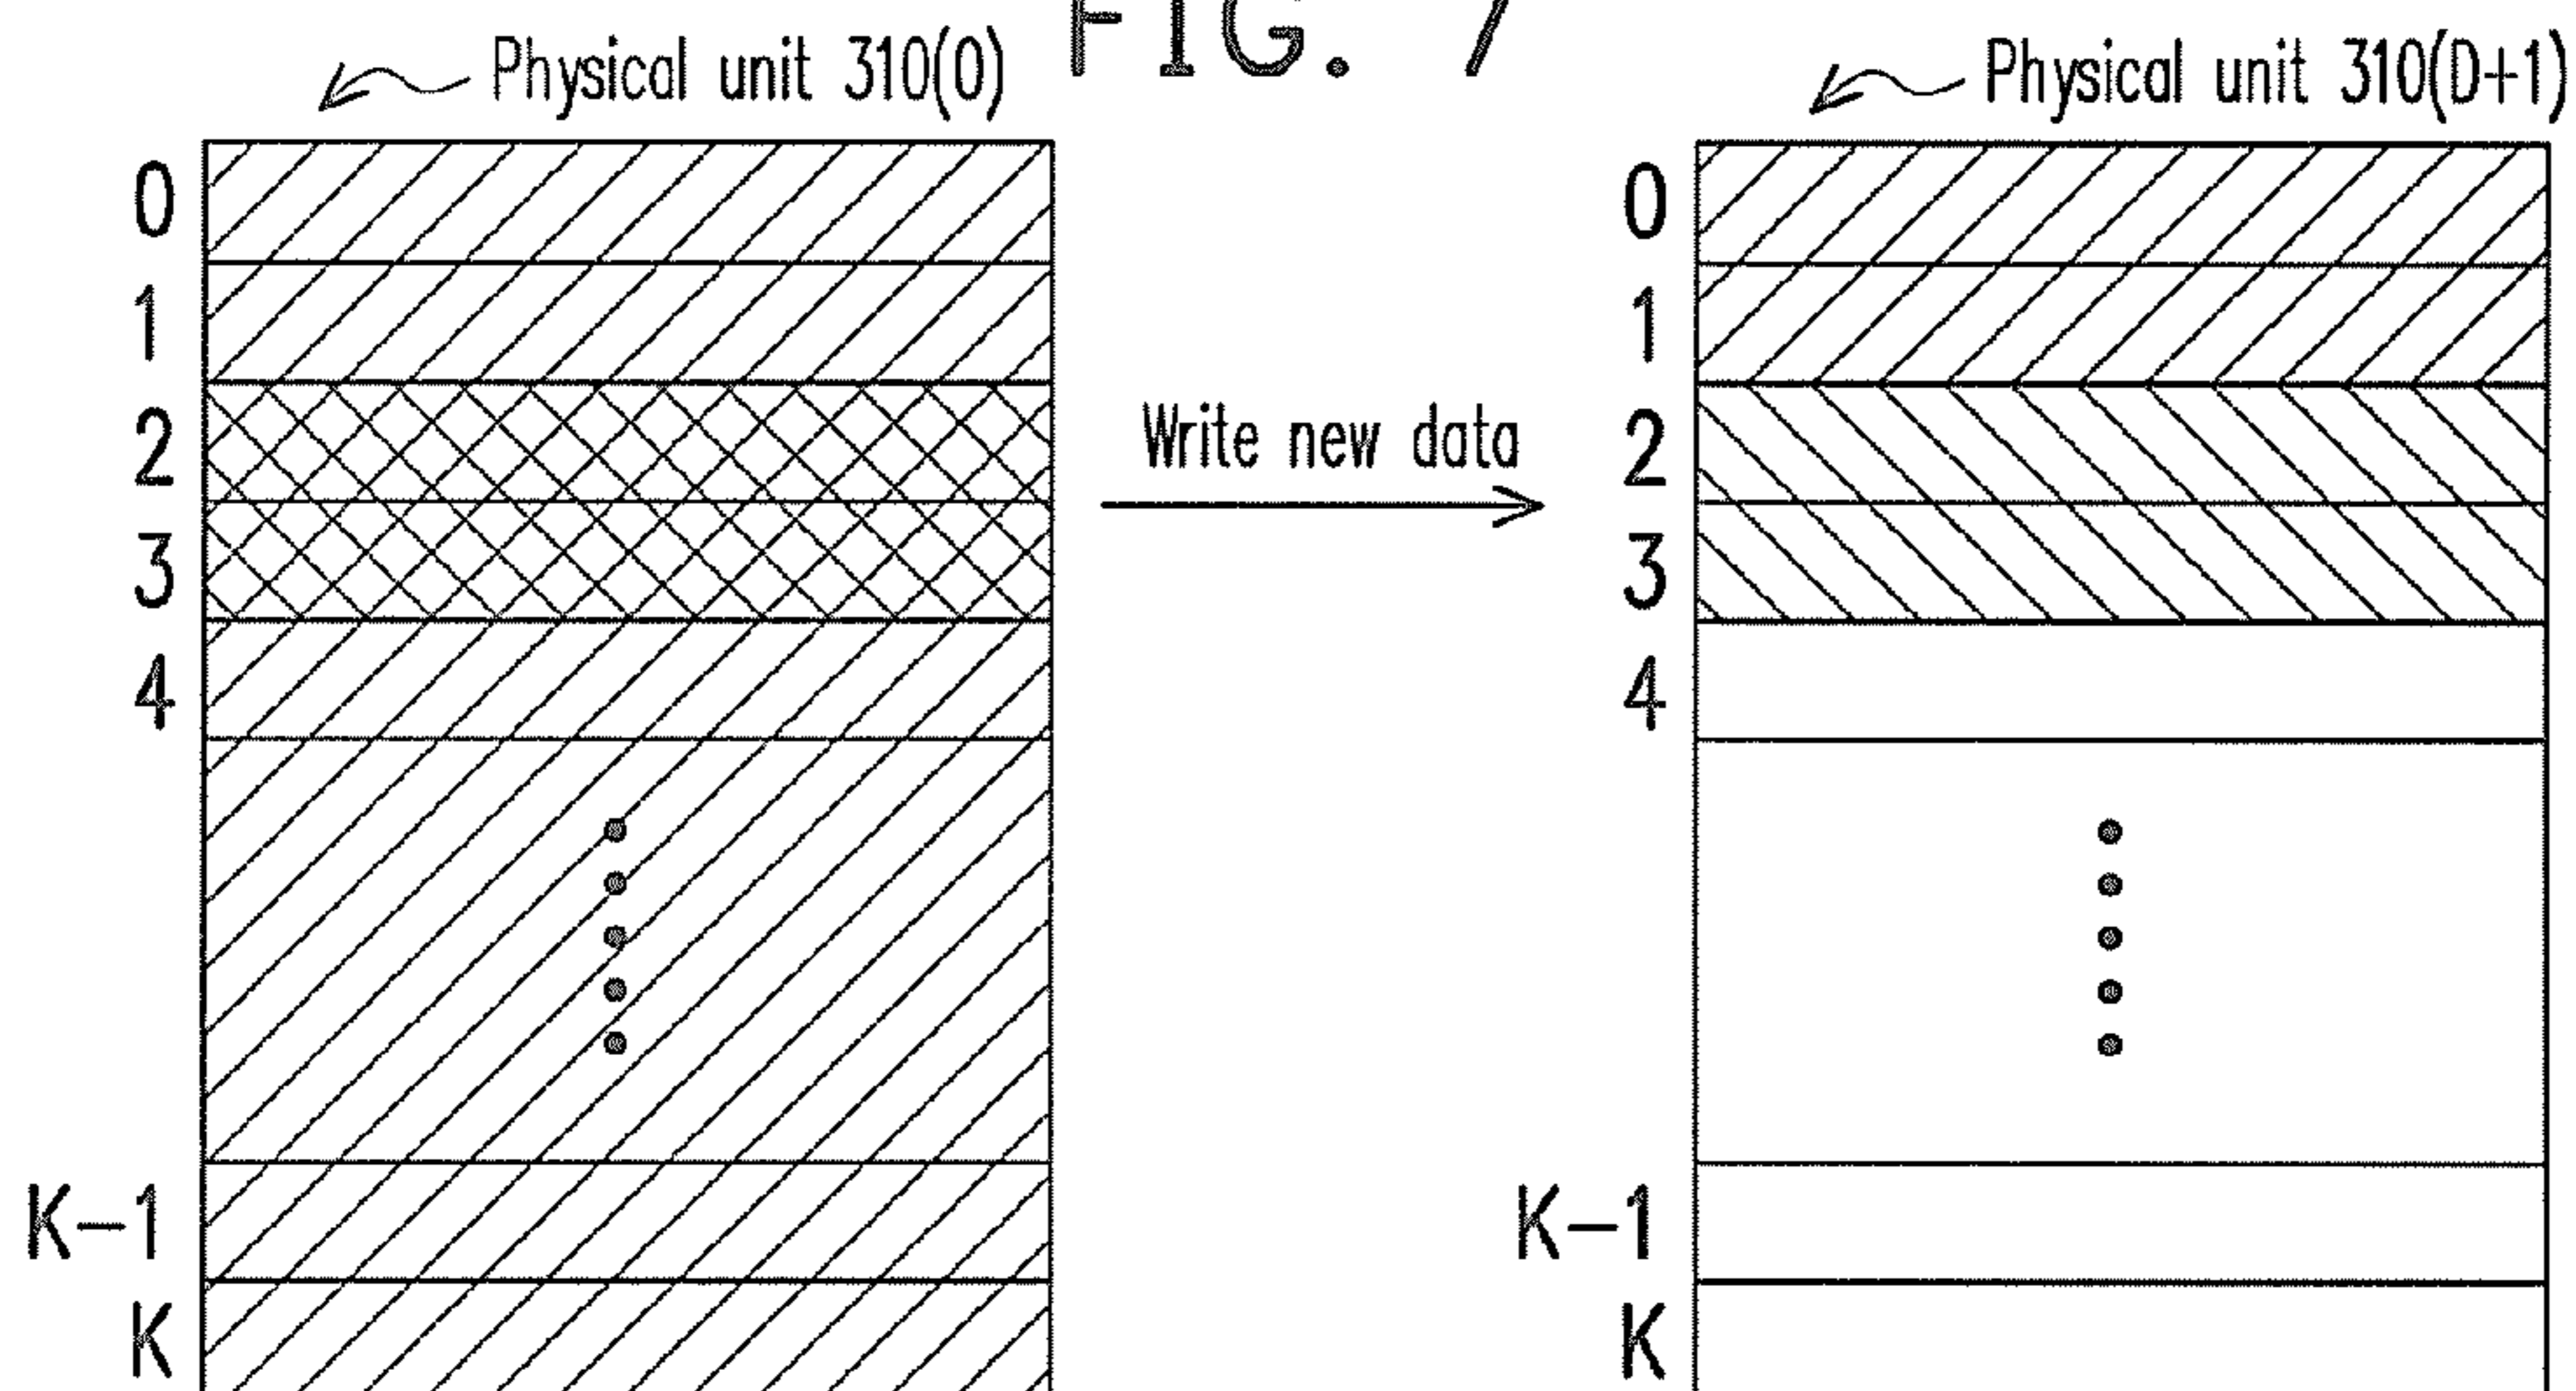 FIG. 7
Physical unit 310(0)
Physical unit 310(D+1)
0
1
2
3
4
K-1
K
Write new data
0
1
2
3
4
K-1
K